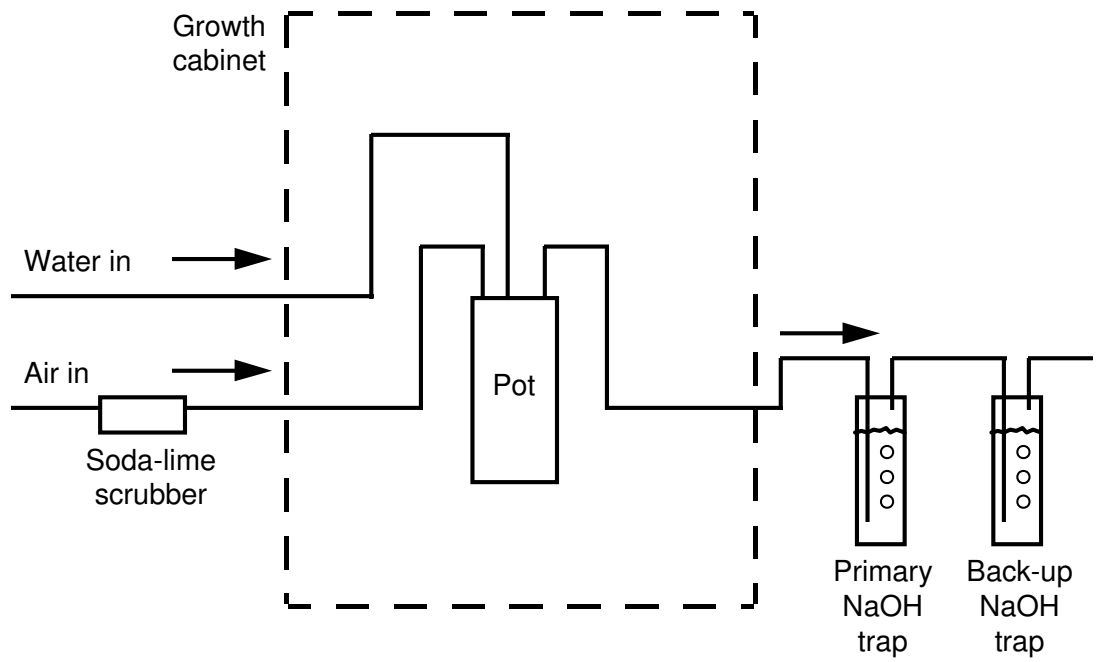 Growth
cabinet
Water in
Air in
Pot
Soda-lime
scrubber
Primary
NaOH
trap
Back-up
NaOH
trap